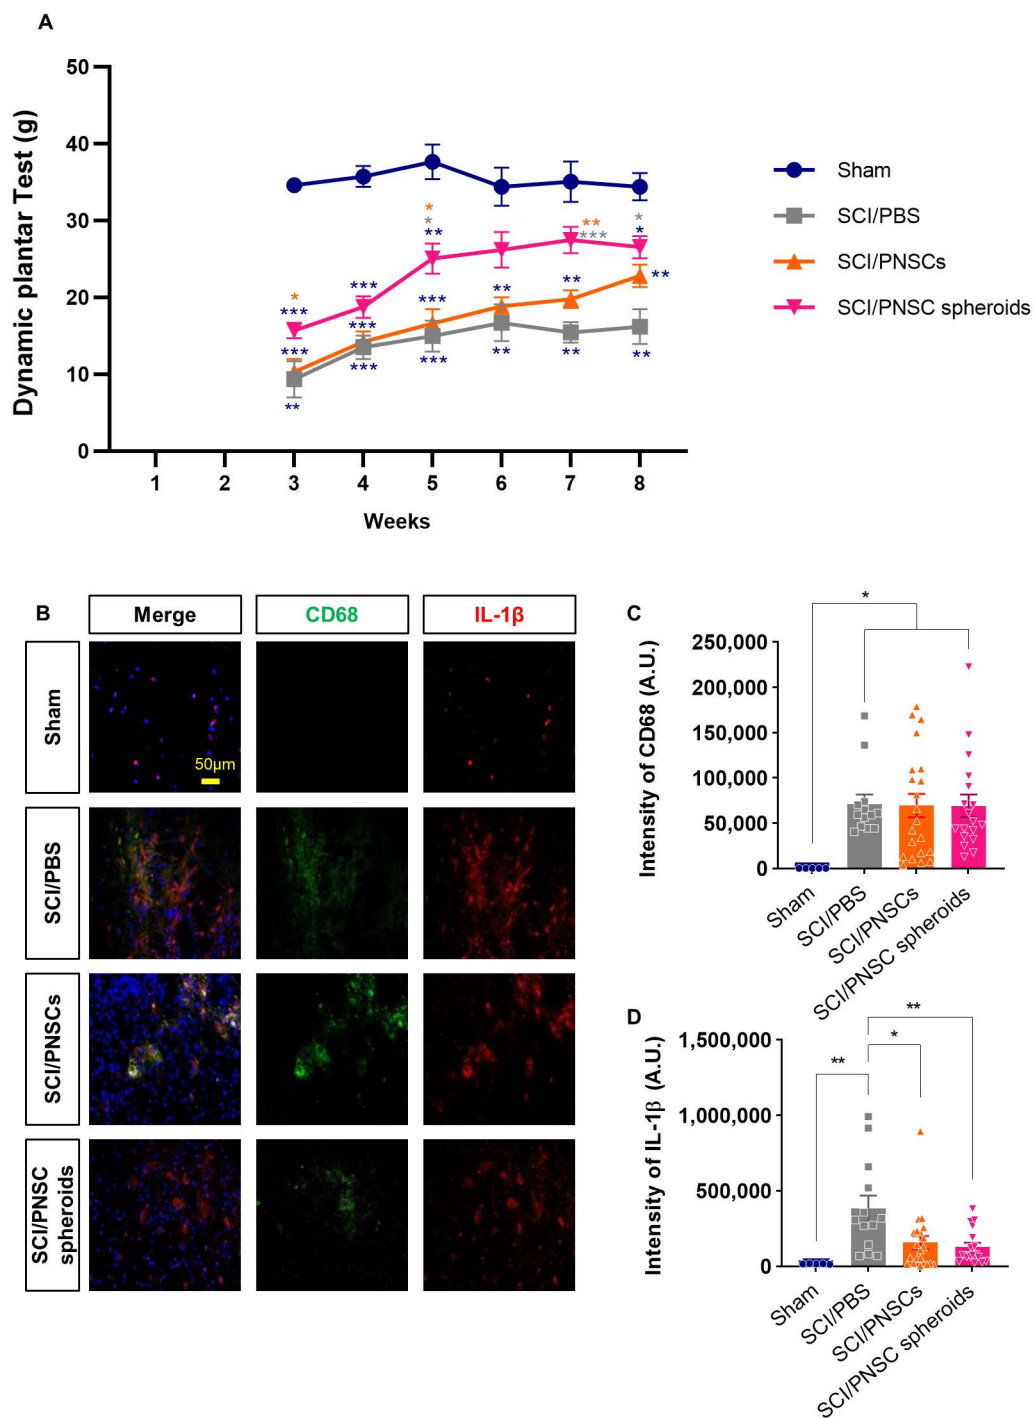 A
Dynamic plantar Test (g)
50
40
30
20
10
0
1 2 3 4 5 6 7 8
Weeks
Sham
SCI/PBS
SCI/PNSCs
SCI/PNSC spheroids
*
***
***
**
***
***
***
*
*
**
***
***
**
**
**
***
**
**
*
*
**
**
B
Merge CD68 IL-1β
Sham
50μm
SCI/PBS
SCI/PNSCs
SCI/PNSC
spheroids
C
*
Intensity of CD68 (A.U.)
250,000
200,000
150,000
100,000
50,000
0
Sham
SCI/PBS
SCI/PNSCs
SCI/PNSC spheroids
D
**
*
**
Intensity of IL-1β (A.U.)
1,500,000
1,000,000
500,000
0
Sham
SCI/PBS
SCI/PNSCs
SCI/PNSC spheroids